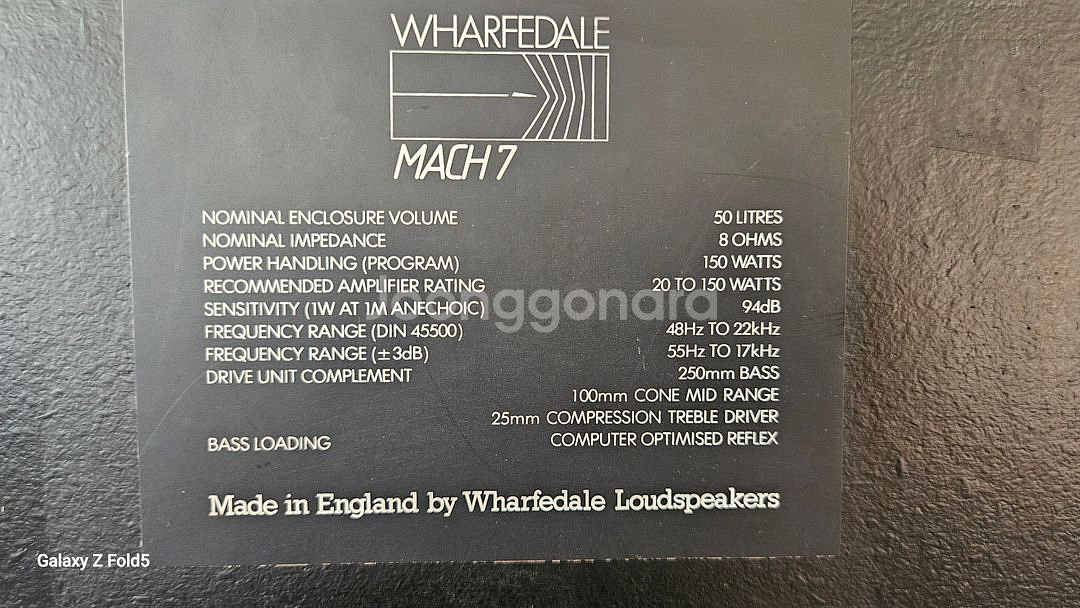 WHARFEDALE
MACH 7
NOMINAL ENCLOSURE VOLUME 50 LITRES
NOMINAL IMPEDANCE 8 OHMS
POWER HANDLING (PROGRAM) 150 WATTS
RECOMMENDED AMPLIFIER RATING 20 TO 150 WATTS
SENSITIVITY (1W AT 1M ANECHOIC) 94dB
FREQUENCY RANGE (DIN 45500) 48Hz TO 22kHz
FREQUENCY RANGE (±3dB) 55Hz TO 17kHz
DRIVE UNIT COMPLEMENT 250mm BASS
100mm CONE MID RANGE
25mm COMPRESSION TREBLE DRIVER
BASS LOADING COMPUTER OPTIMISED REFLEX
Made in England by Wharfedale Loudspeakers
Joonggonara
Galaxy Z Fold5